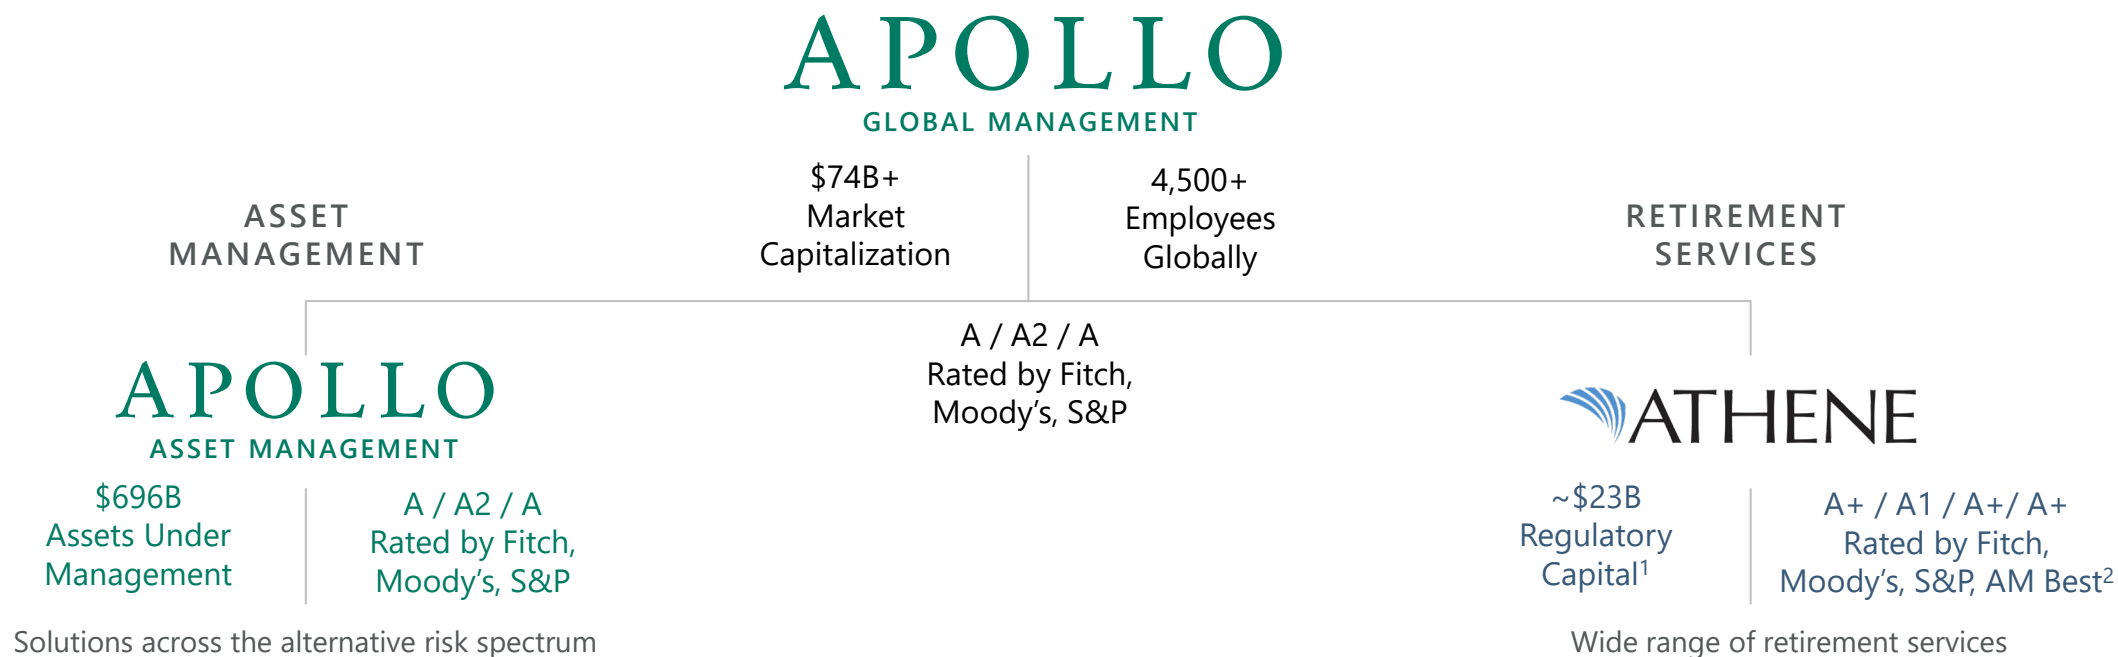 APOLLO
GLOBAL MANAGEMENT
$74B+
Market
Capitalization
4,500+
Employees
Globally
ASSET
MANAGEMENT
RETIREMENT
SERVICES
A / A2 / A
Rated by Fitch,
Moody’s, S&P
APOLLO
ASSET MANAGEMENT
$696B
Assets Under
Management
A / A2 / A
Rated by Fitch,
Moody’s, S&P
Solutions across the alternative risk spectrum
ATHENE
~$23B
Regulatory
Capital¹
A+ / A1 / A+/ A+
Rated by Fitch,
Moody’s, S&P, AM Best²
Wide range of retirement services